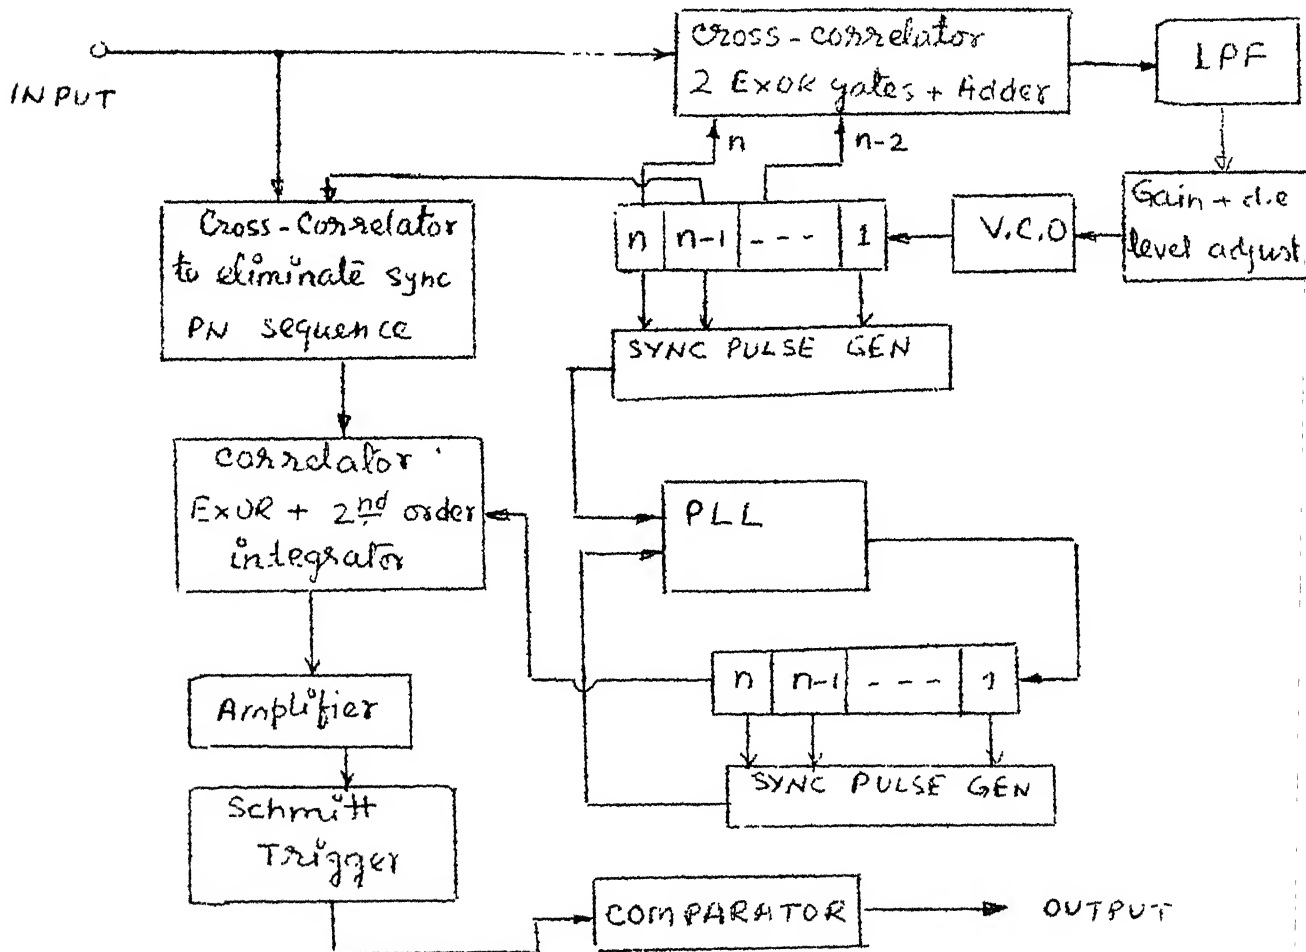 INPUT
cross-correlator
2 ExOR gates + Adder
LPF
n
n-2
Gain + d.c
level adjust.
V.C.O
n n-1 --- 1
Cross-Correlator
to eliminate sync
PN sequence
SYNC PULSE GEN
Correlator
ExOR + 2nd order
integrator
PLL
n n-1 --- 1
SYNC PULSE GEN
Amplifier
Schmitt
Trigger
COMPARATOR
OUTPUT